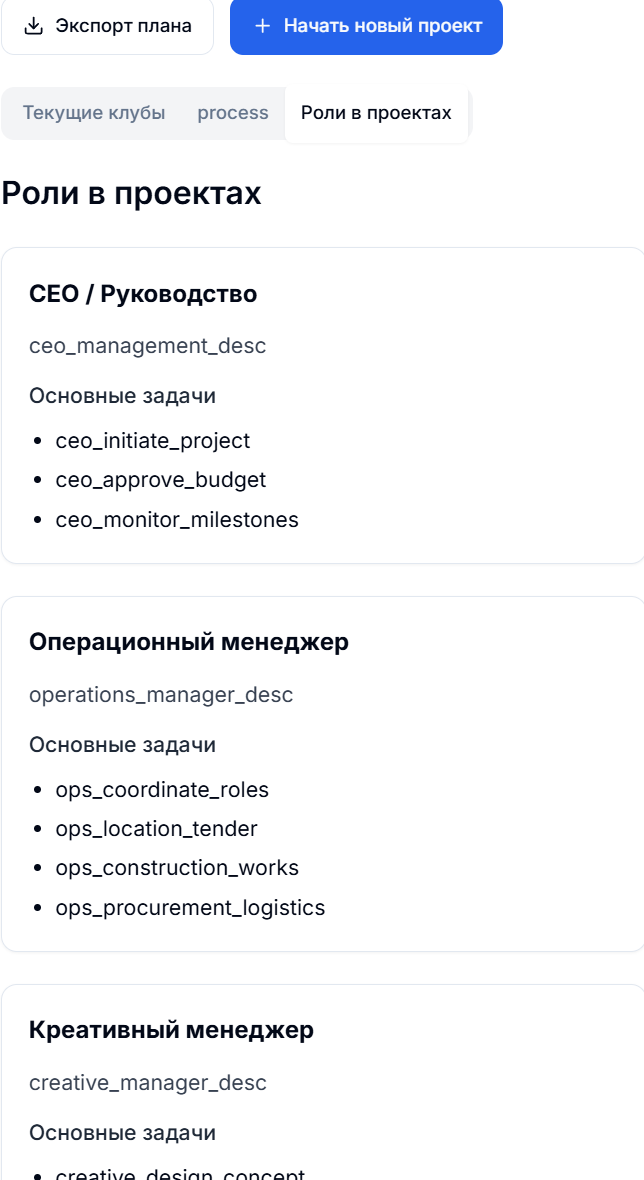 Экспорт плана
Начать новый проект
Текущие клубы
process
Роли в проектах
Роли в проектах
CEO / Руководство
ceo_management_desc
Основные задачи
ceo_initiate_project
ceo_approve_budget
ceo_monitor_milestones
Операционный менеджер
operations_manager_desc
Основные задачи
ops_coordinate_roles
ops_location_tender
ops_construction_works
ops_procurement_logistics
Креативный менеджер
creative_manager_desc
Основные задачи
creative_design_concept